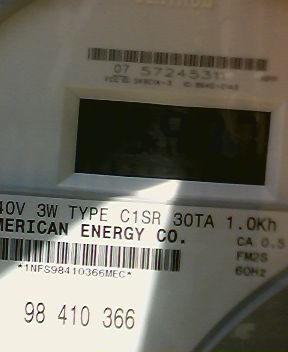 07 5724531
40V 3W TYPE C1SR 30TA 1.0Kh
MERICAN ENERGY CO.
CA 0.5
FM2S
60Hz
*1NFS98410366MEC*
98 410 366